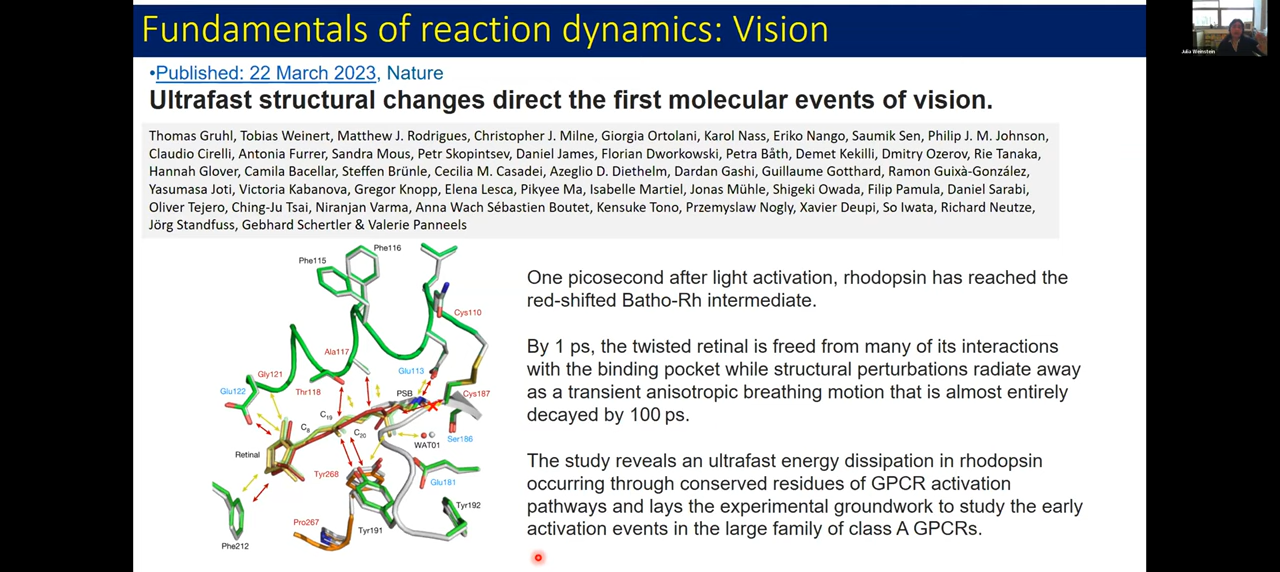 Fundamentals of reaction dynamics: Vision
Julia Weinstein
•Published: 22 March 2023, Nature
Ultrafast structural changes direct the first molecular events of vision.
Thomas Gruhl, Tobias Weinert, Matthew J. Rodrigues, Christopher J. Milne, Giorgia Ortolani, Karol Nass, Eriko Nango, Saumik Sen, Philip J. M. Johnson,
Claudio Cirelli, Antonia Furrer, Sandra Mous, Petr Skopintsev, Daniel James, Florian Dworkowski, Petra Båth, Demet Kekilli, Dmitry Ozerov, Rie Tanaka,
Hannah Glover, Camila Bacellar, Steffen Brünle, Cecilia M. Casadei, Azeglio D. Diethelm, Dardan Gashi, Guillaume Gotthard, Ramon Guixà-González,
Yasumasa Joti, Victoria Kabanova, Gregor Knopp, Elena Lesca, Pikyee Ma, Isabelle Martiel, Jonas Mühle, Shigeki Owada, Filip Pamula, Daniel Sarabi,
Oliver Tejero, Ching-Ju Tsai, Niranjan Varma, Anna Wach Sébastien Boutet, Kensuke Tono, Przemyslaw Nogly, Xavier Deupi, So Iwata, Richard Neutze,
Jörg Standfuss, Gebhard Schertler & Valerie Panneels
Phe116
Phe115
Cys110
Ala117
Glu113
Gly121
Glu122
Thr118
PSB
Cys187
C19
C8
C20
Ser186
WAT01
Retinal
Tyr268
Glu181
Tyr192
Pro267
Tyr191
Phe212
One picosecond after light activation, rhodopsin has reached the
red-shifted Batho-Rh intermediate.
By 1 ps, the twisted retinal is freed from many of its interactions
with the binding pocket while structural perturbations radiate away
as a transient anisotropic breathing motion that is almost entirely
decayed by 100 ps.
The study reveals an ultrafast energy dissipation in rhodopsin
occurring through conserved residues of GPCR activation
pathways and lays the experimental groundwork to study the early
activation events in the large family of class A GPCRs.